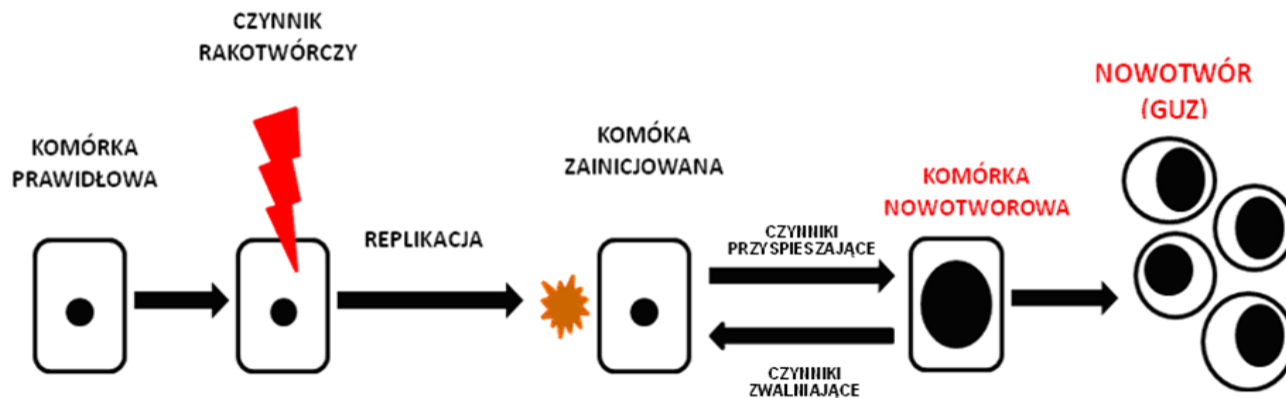 CZYNNIK
RAKOTWÓRCZY
KOMÓRKA
PRAWIDŁOWA
REPLIKACJA
KOMÓKA
ZAINICJOWANA
CZYNNIKI
PRZYSPIESZAJĄCE
CZYNNIKI
ZWALNIAJĄCE
KOMÓRKA
NOWOTWOROWA
NOWOTWÓR
(GUZ)